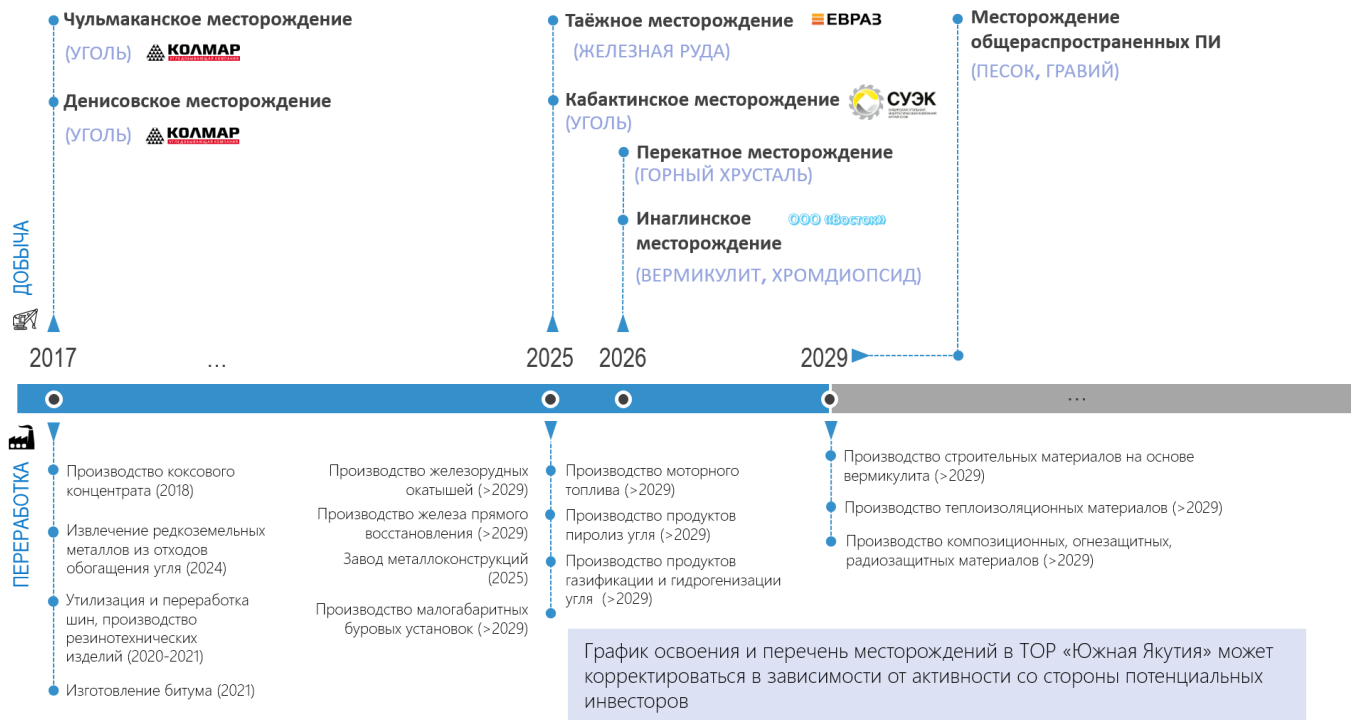 Чульмаканское месторождение
(УГОЛЬ) КОЛМАР
УГЛЕДОБЫВАЮЩАЯ КОМПАНИЯ
Денисовское месторождение
(УГОЛЬ) КОЛМАР
УГЛЕДОБЫВАЮЩАЯ КОМПАНИЯ
Таёжное месторождение ЕВРАЗ
(ЖЕЛЕЗНАЯ РУДА)
Кабактинское месторождение СУЭК
(УГОЛЬ)
Перекатное месторождение
(ГОРНЫЙ ХРУСТАЛЬ)
Инаглинское ООО «Восток»
месторождение
(ВЕРМИКУЛИТ, ХРОМДИОПСИД)
Месторождение
общераспространенных ПИ
(ПЕСОК, ГРАВИЙ)
ДОБЫЧА
2017 ... 2025 2026 2029
...
ПЕРЕРАБОТКА
Производство коксового
концентрата (2018)
Извлечение редкоземельных
металлов из отходов
обогащения угля (2024)
Утилизация и переработка
шин, производство
резинотехнических
изделий (2020-2021)
Изготовление битума (2021)
Производство железорудных
окатышей (>2029)
Производство железа прямого
восстановления (>2029)
Завод металлоконструкций
(2025)
Производство малогабаритных
буровых установок (>2029)
Производство моторного
топлива (>2029)
Производство продуктов
пиролиз угля (>2029)
Производство продуктов
газификации и гидрогенизации
угля (>2029)
Производство строительных материалов на основе
вермикулита (>2029)
Производство теплоизоляционных материалов (>2029)
Производство композиционных, огнезащитных,
радиозащитных материалов (>2029)
График освоения и перечень месторождений в ТОР «Южная Якутия» может
корректироваться в зависимости от активности со стороны потенциальных
инвесторов